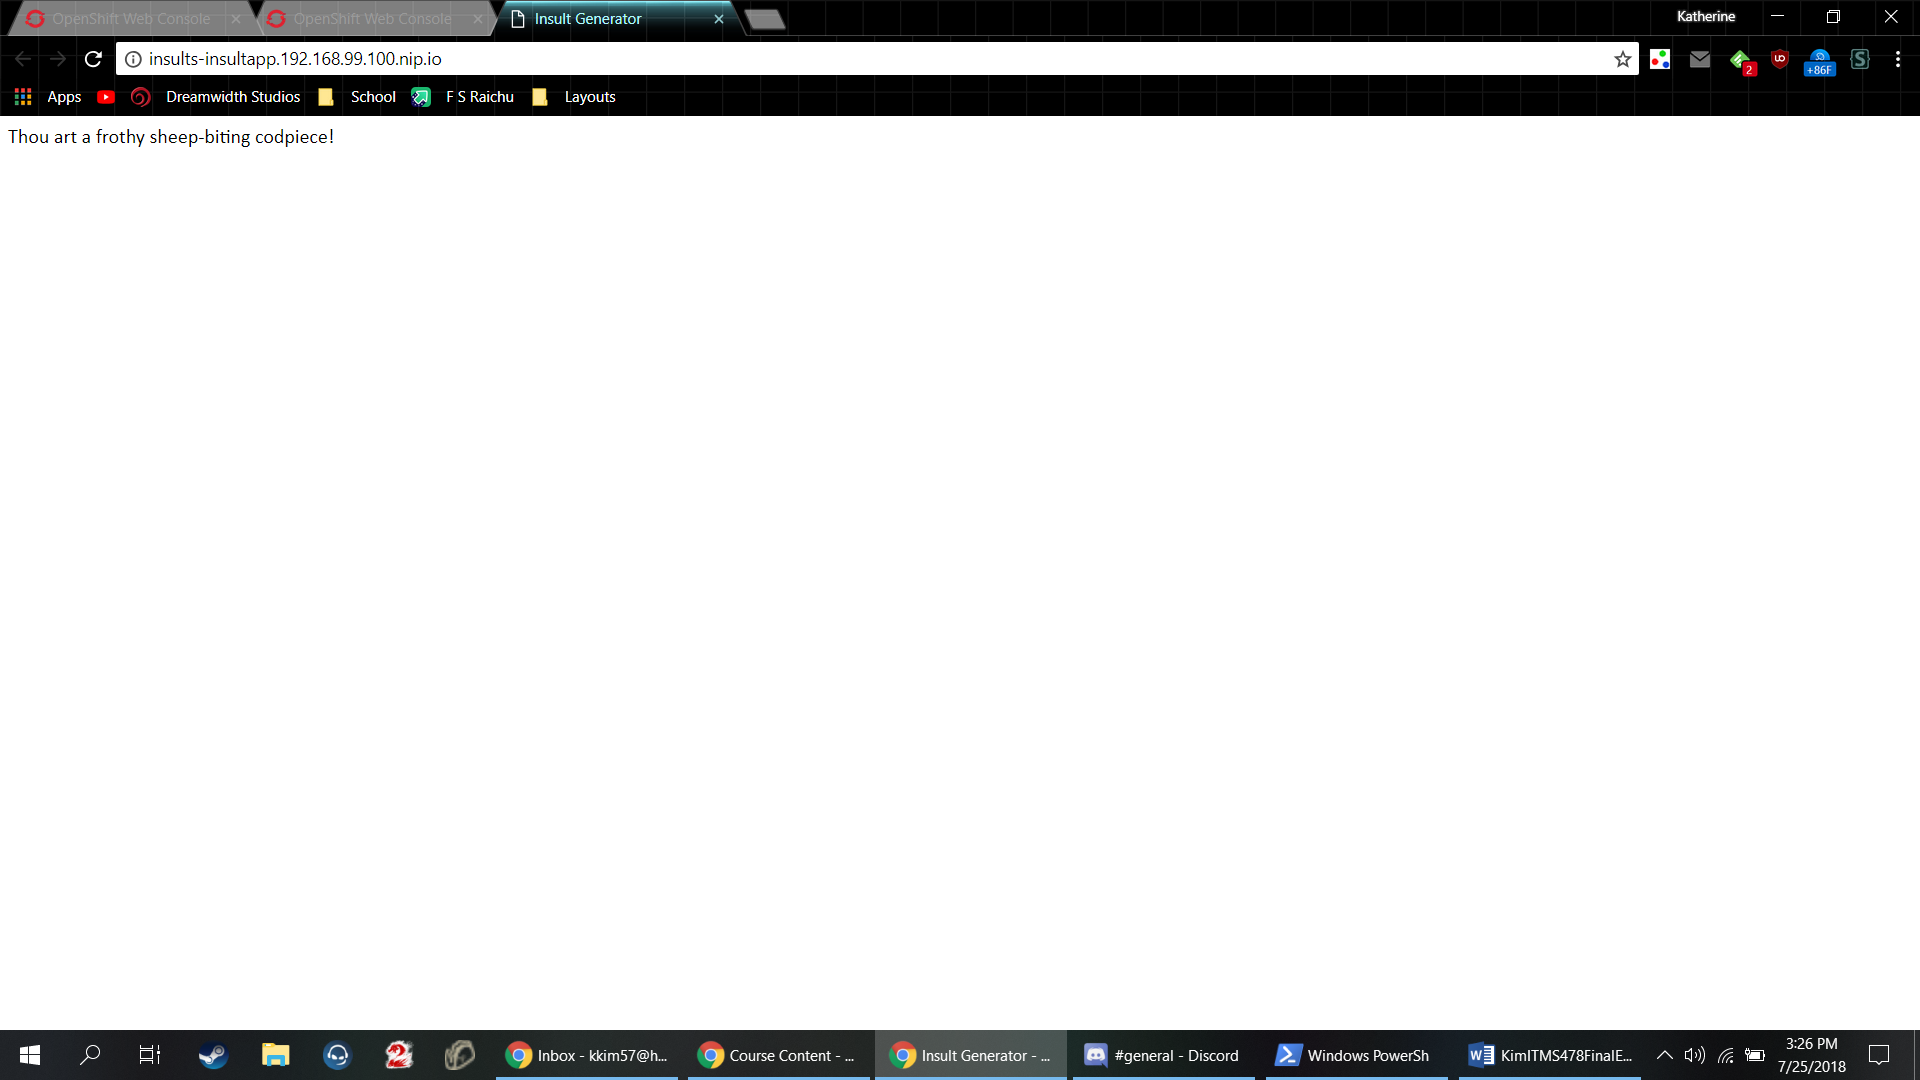 OpenShift Web Console
OpenShift Web Console
Insult Generator
Katherine
insults-insultapp.192.168.99.100.nip.io
2
+86F
Apps
Dreamwidth Studios
School
F S Raichu
Layouts
Thou art a frothy sheep-biting codpiece!
Inbox - kkim57@h...
Course Content - ...
Insult Generator - ...
#general - Discord
Windows PowerSh
KimITMS478FinalE...
3:26 PM
7/25/2018